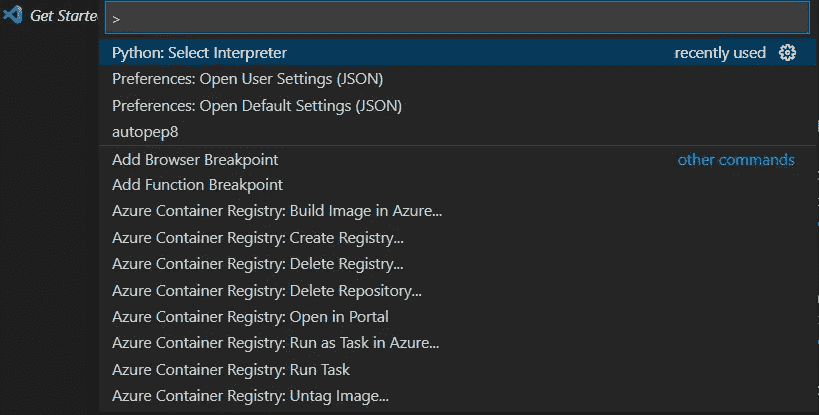 Get Starte
>
Python: Select Interpreter recently used
Preferences: Open User Settings (JSON)
Preferences: Open Default Settings (JSON)
autopep8
Add Browser Breakpoint other commands
Add Function Breakpoint
Azure Container Registry: Build Image in Azure...
Azure Container Registry: Create Registry...
Azure Container Registry: Delete Registry...
Azure Container Registry: Delete Repository...
Azure Container Registry: Open in Portal
Azure Container Registry: Run as Task in Azure...
Azure Container Registry: Run Task
Azure Container Registry: Untag Image...